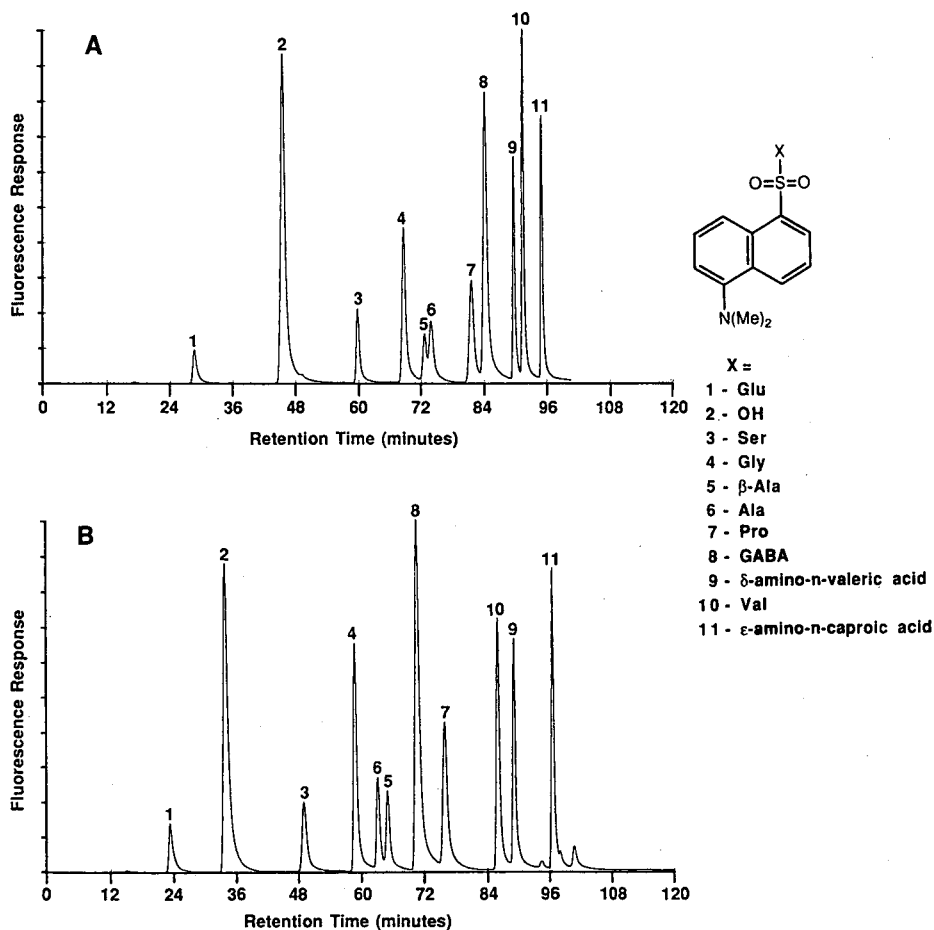 A
Fluorescence Response
1
2
3
4
5
6
7
8
9
10
11
0 12 24 36 48 60 72 84 96 108 120
Retention Time (minutes)
B
Fluorescence Response
1
2
3
4
6
5
8
7
10
9
11
0 12 24 36 48 60 72 84 96 108 120
Retention Time (minutes)
X
O=S=O
N(Me)₂
X =
1 - Glu
2 - OH
3 - Ser
4 - Gly
5 - β-Ala
6 - Ala
7 - Pro
8 - GABA
9 - δ-amino-n-valeric acid
10 - Val
11 - ε-amino-n-caproic acid